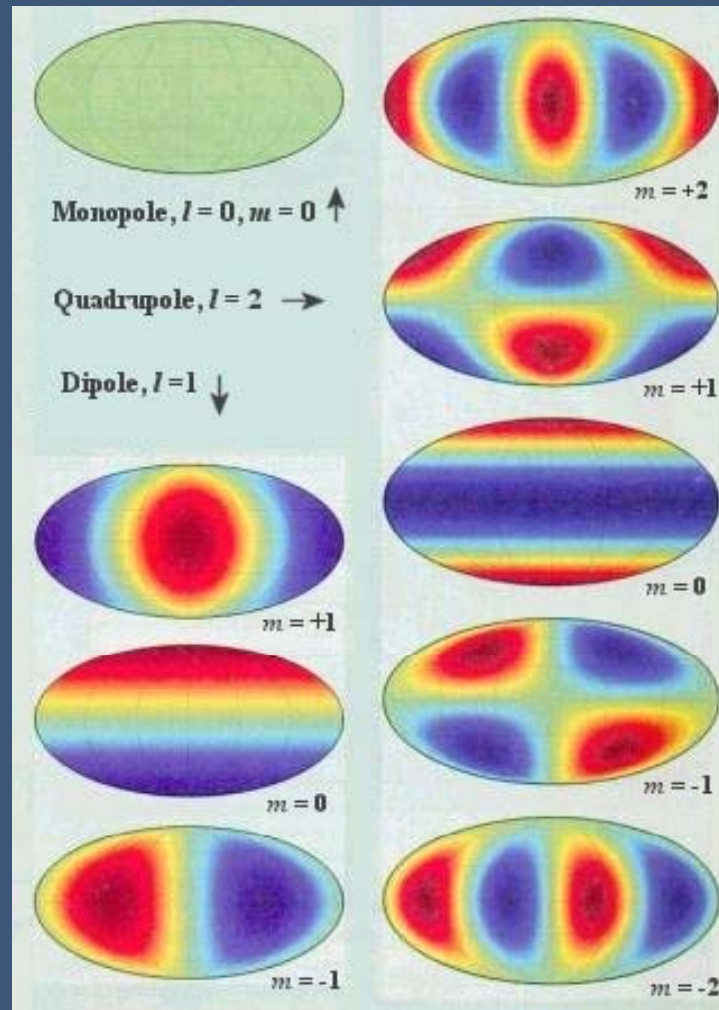 Monopole, l = 0, m = 0 ↑
Quadrupole, l = 2 →
Dipole, l =1 ↓
m = +1
m = 0
m = -1
m = +2
m = +1
m = 0
m = -1
m = -2